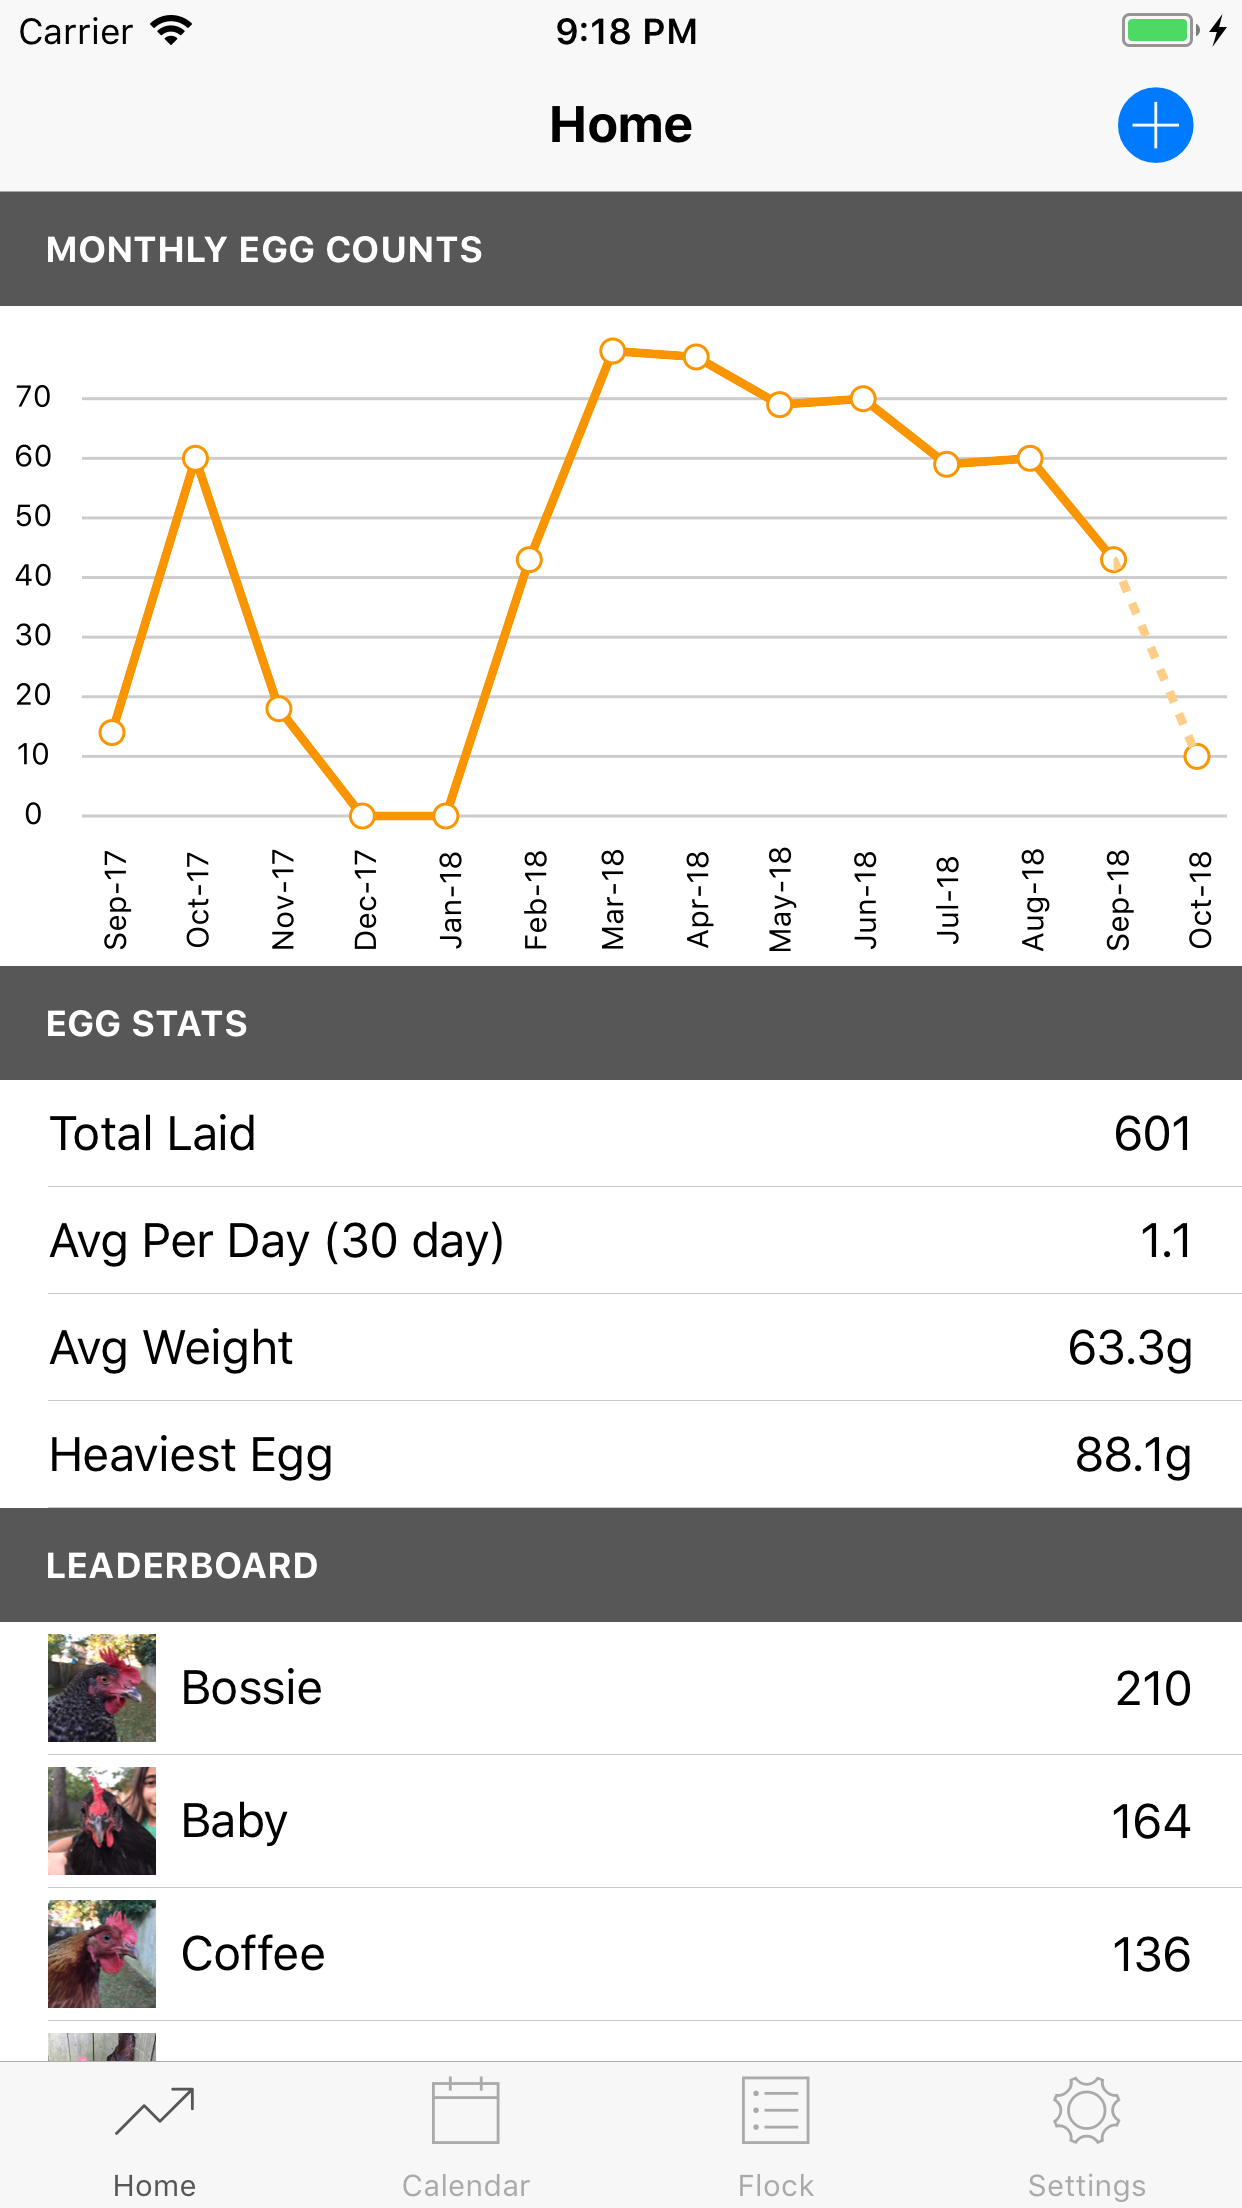 Carrier 9:18 PM
Home
MONTHLY EGG COUNTS
70
60
50
40
30
20
10
0
Sep-17 Oct-17 Nov-17 Dec-17 Jan-18 Feb-18 Mar-18 Apr-18 May-18 Jun-18 Jul-18 Aug-18 Sep-18 Oct-18
EGG STATS
Total Laid 601
Avg Per Day (30 day) 1.1
Avg Weight 63.3g
Heaviest Egg 88.1g
LEADERBOARD
Bossie 210
Baby 164
Coffee 136
Home Calendar Flock Settings